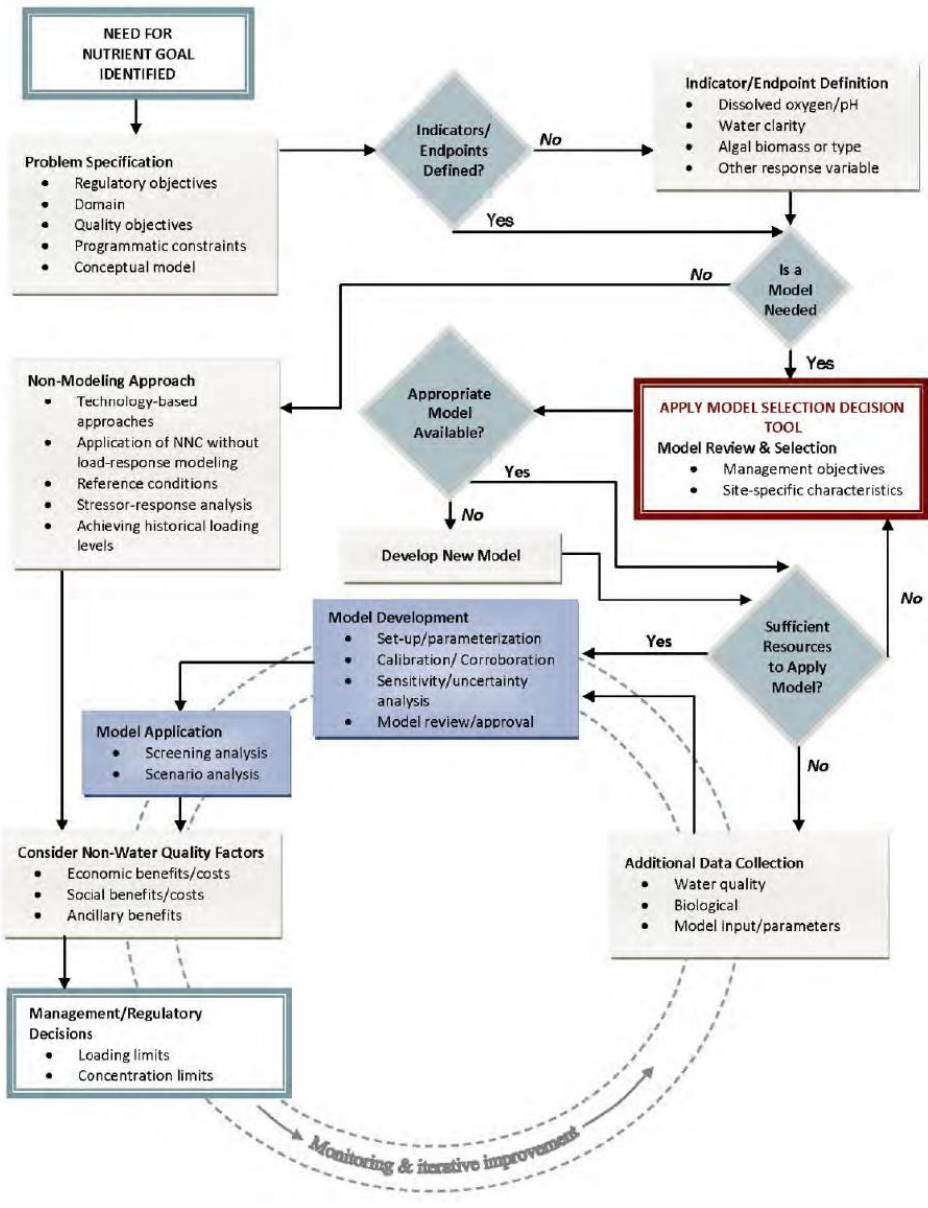 NEED FOR
NUTRIENT GOAL
IDENTIFIED
Problem Specification
• Regulatory objectives
• Domain
• Quality objectives
• Programmatic constraints
• Conceptual model
Indicators/
Endpoints
Defined?
No
Yes
Indicator/Endpoint Definition
• Dissolved oxygen/pH
• Water clarity
• Algal biomass or type
• Other response variable
Is a
Model
Needed
No
Yes
Non-Modeling Approach
• Technology-based
approaches
• Application of NNC without
load-response modeling
• Reference conditions
• Stressor-response analysis
• Achieving historical loading
levels
Appropriate
Model
Available?
Yes
No
APPLY MODEL SELECTION DECISION
TOOL
Model Review & Selection
• Management objectives
• Site-specific characteristics
Develop New Model
No
Sufficient
Resources
to Apply
Model?
Yes
No
Model Development
• Set-up/parameterization
• Calibration/ Corroboration
• Sensitivity/uncertainty
analysis
• Model review/approval
Model Application
• Screening analysis
• Scenario analysis
Consider Non-Water Quality Factors
• Economic benefits/costs
• Social benefits/costs
• Ancillary benefits
Additional Data Collection
• Water quality
• Biological
• Model input/parameters
Management/Regulatory
Decisions
• Loading limits
• Concentration limits
Monitoring & iterative improvement